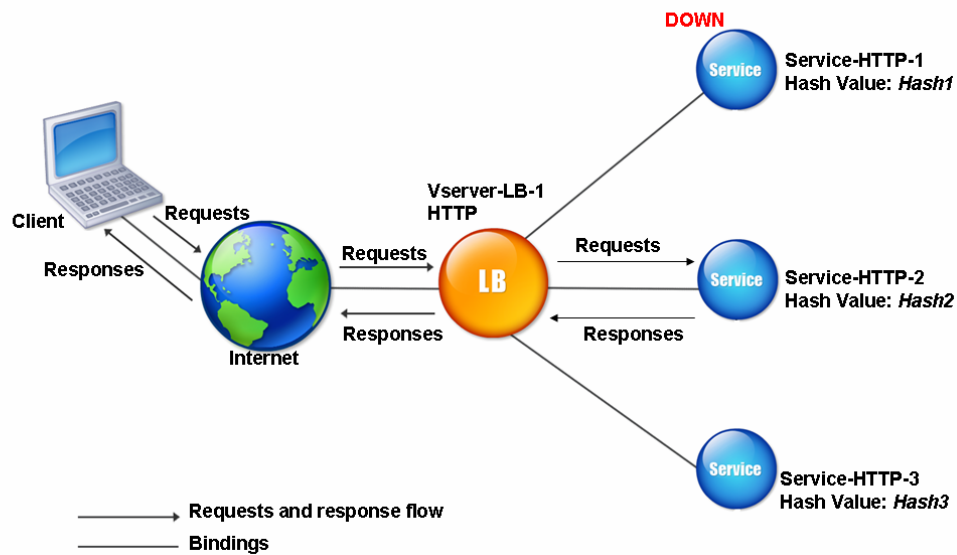 DOWN
Service
Service-HTTP-1
Hash Value: Hash1
Client
Requests
Responses
Internet
Requests
Responses
Vserver-LB-1
HTTP
LB
Requests
Responses
Service
Service-HTTP-2
Hash Value: Hash2
Service
Service-HTTP-3
Hash Value: Hash3
Requests and response flow
Bindings